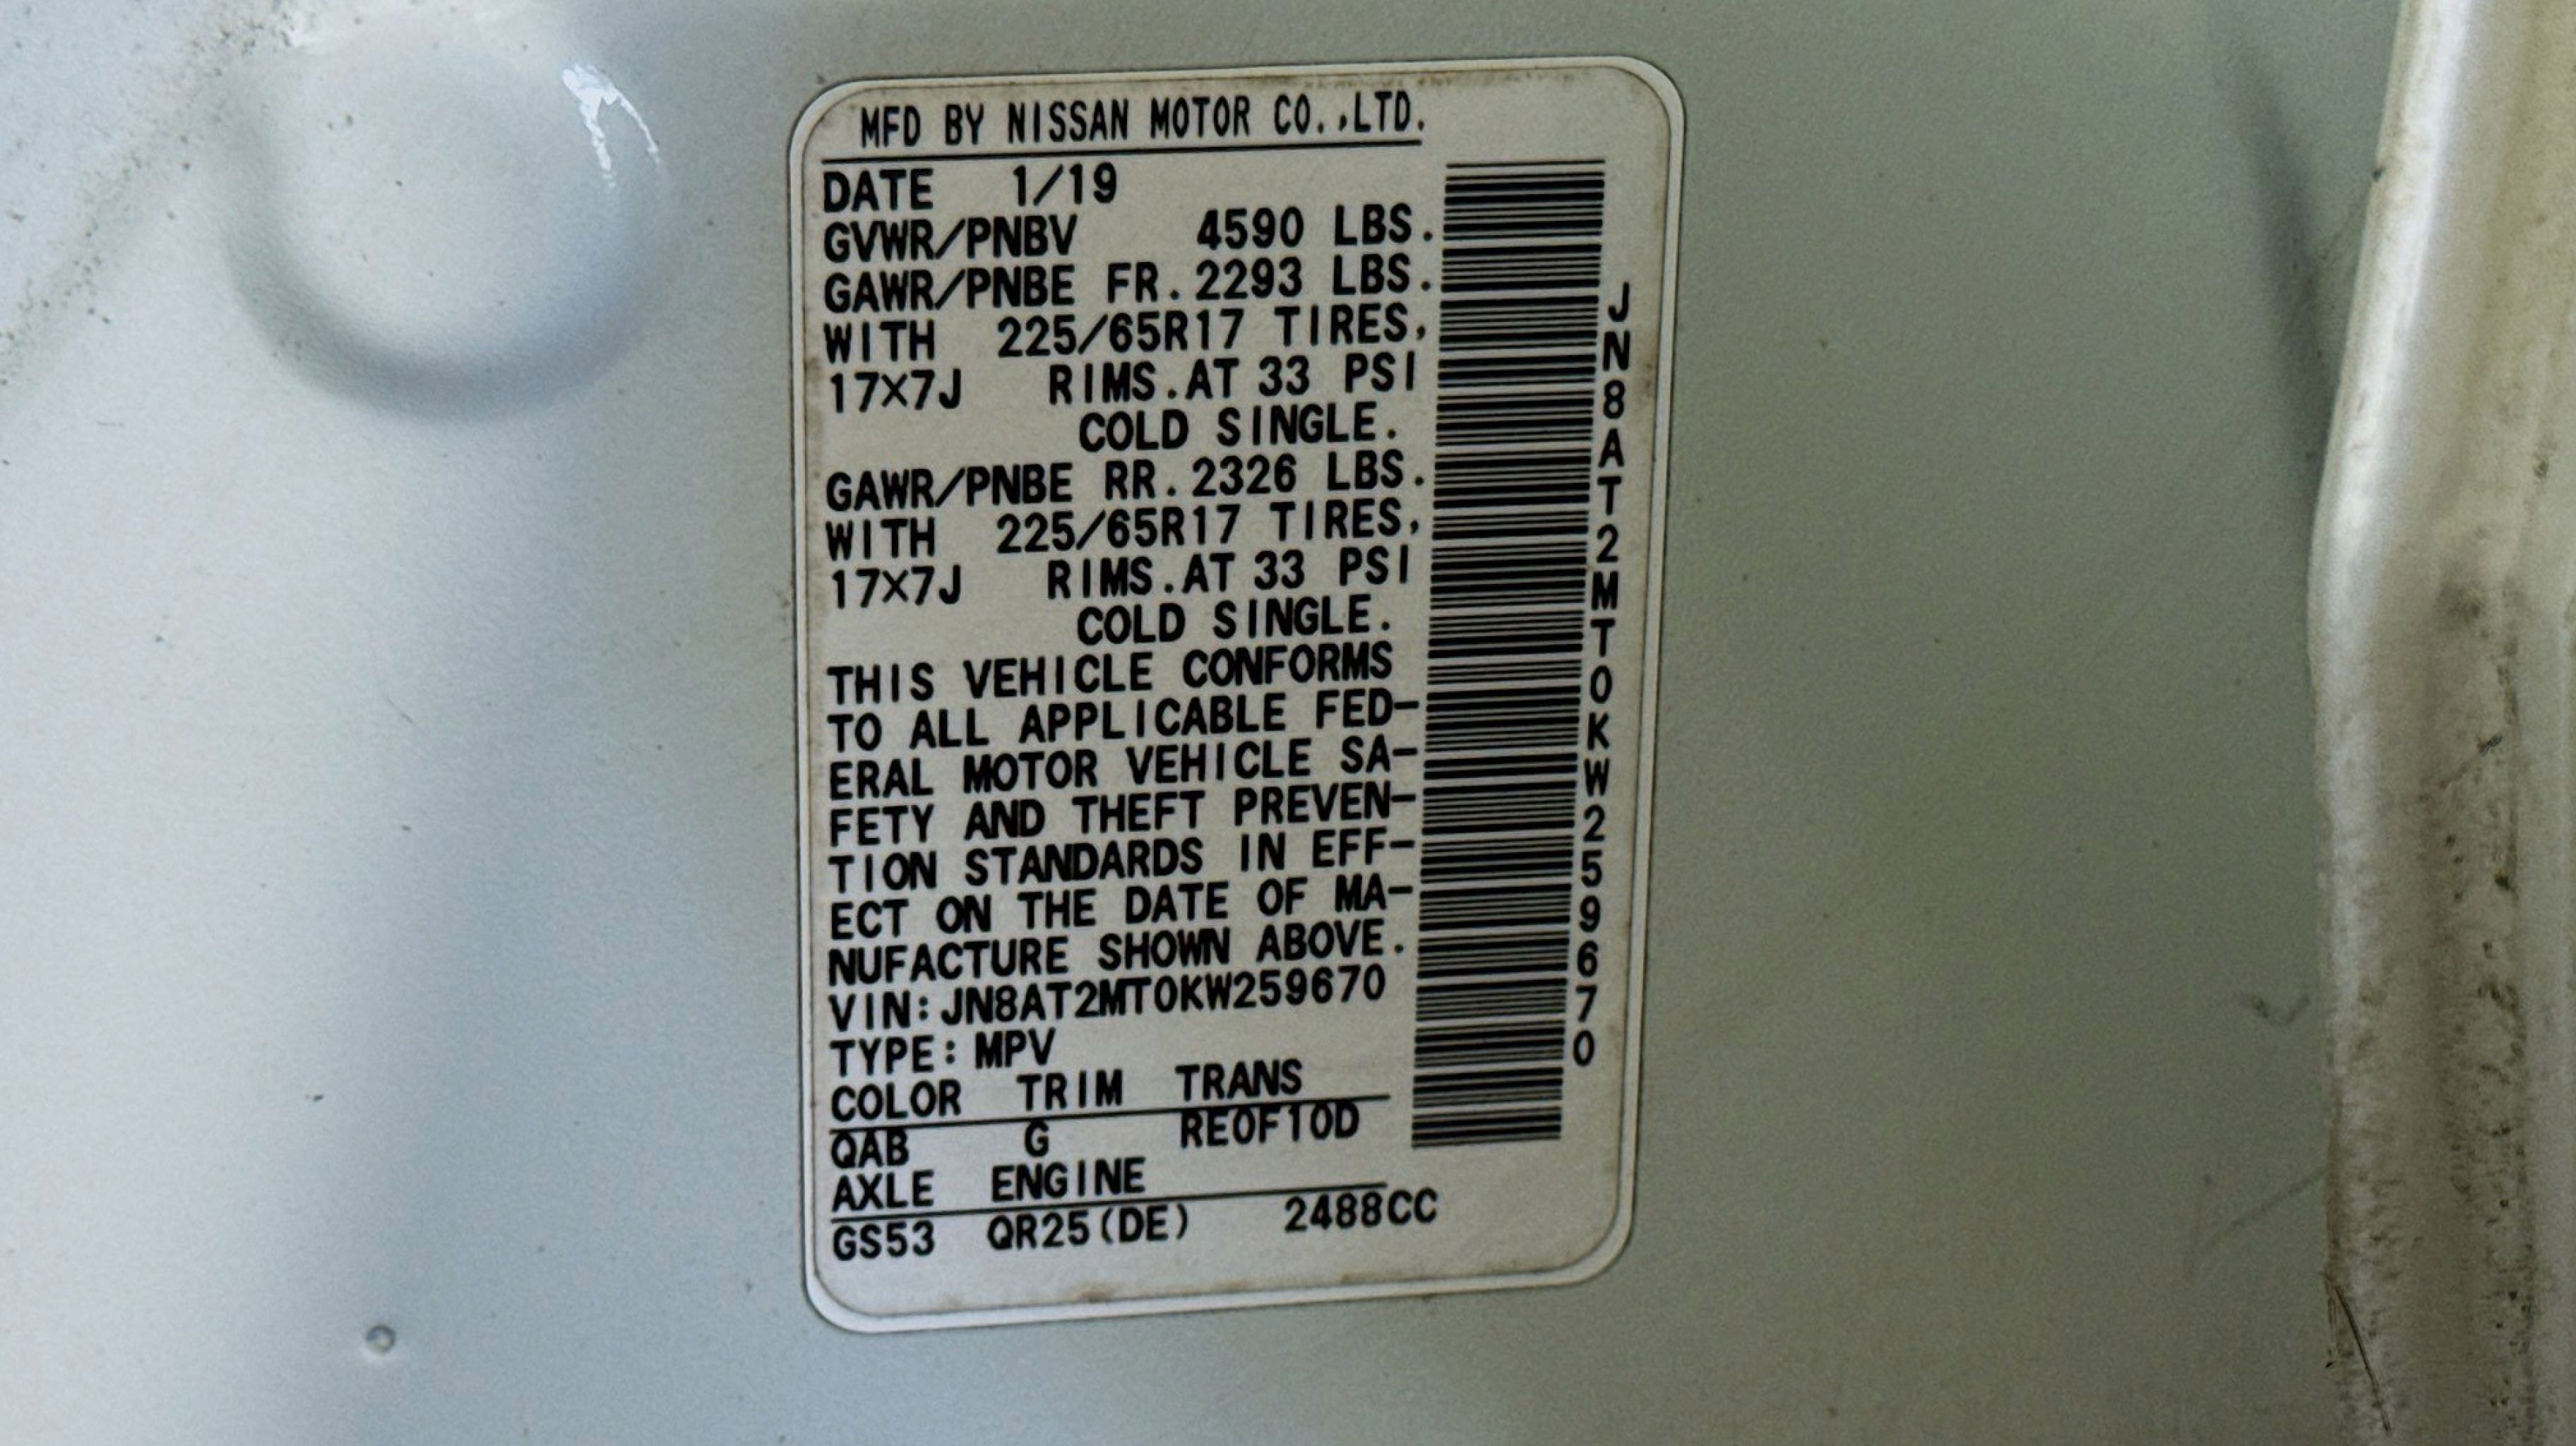 MFD BY NISSAN MOTOR CO.,LTD.
DATE 1/19
GVWR/PNBV 4590 LBS.
GAWR/PNBE FR. 2293 LBS.
WITH 225/65R17 TIRES,
17X7J RIMS.AT 33 PSI
COLD SINGLE.
GAWR/PNBE RR. 2326 LBS.
WITH 225/65R17 TIRES,
17X7J RIMS.AT 33 PSI
COLD SINGLE.
THIS VEHICLE CONFORMS
TO ALL APPLICABLE FED-
ERAL MOTOR VEHICLE SA-
FETY AND THEFT PREVEN-
TION STANDARDS IN EFF-
ECT ON THE DATE OF MA-
NUFACTURE SHOWN ABOVE.
VIN:JN8AT2MT0KW259670
TYPE:MPV
COLOR TRIM TRANS
QAB G RE0F10D
AXLE ENGINE
GS53 QR25(DE) 2488CC
JN8AT2MT0KW259670